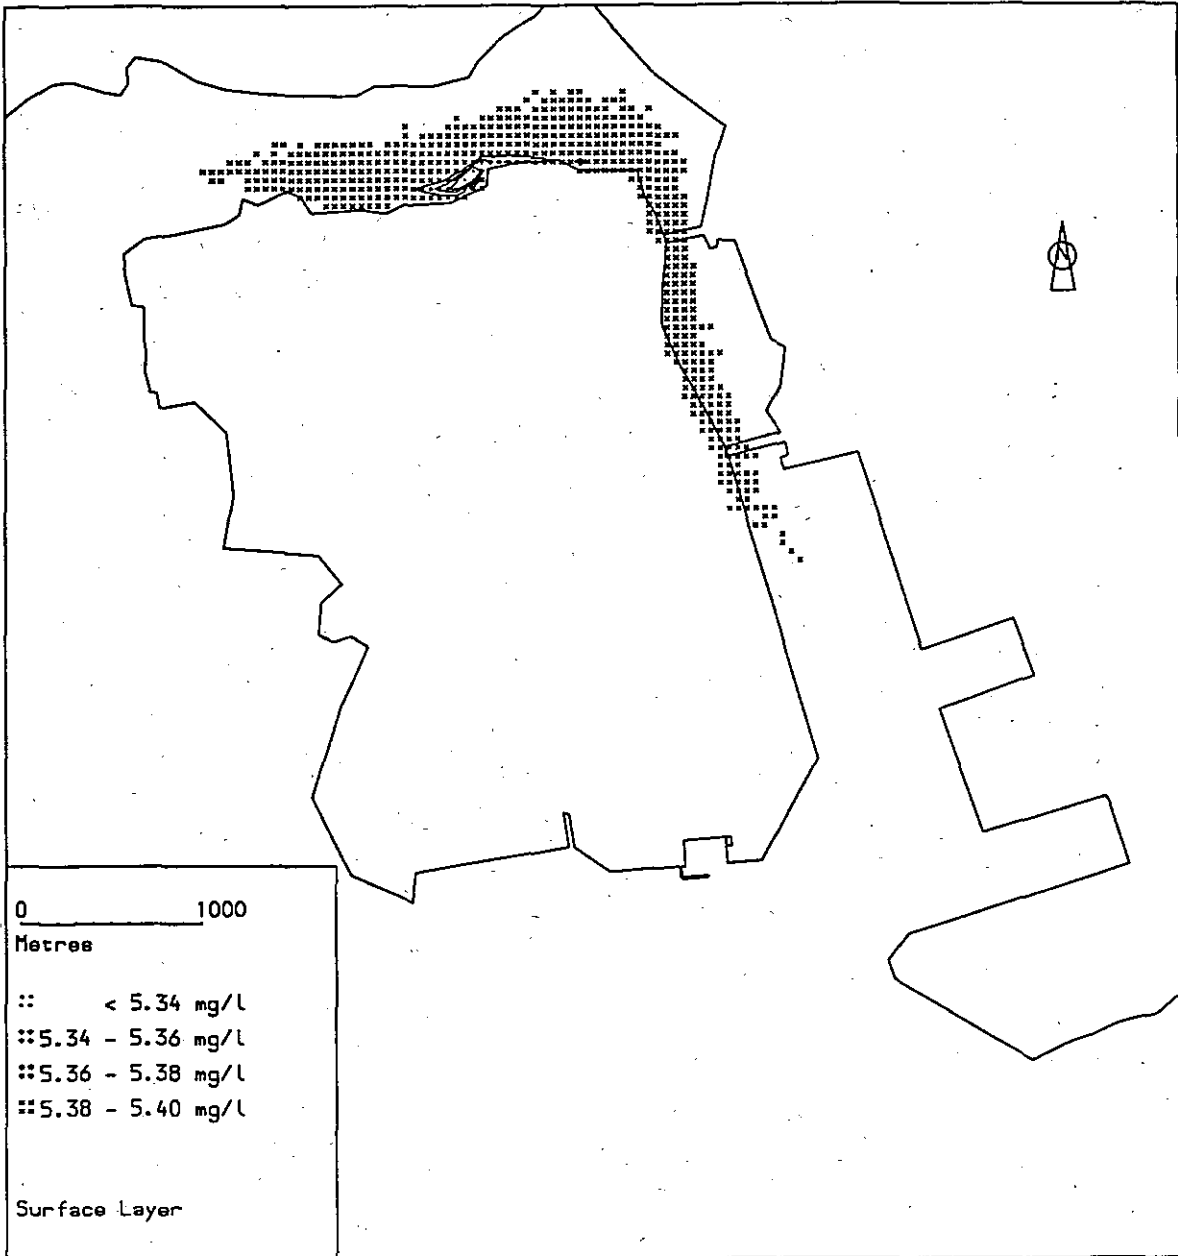 N
0 1000
Metres
< 5.34 mg/l
5.34 - 5.36 mg/l
5.36 - 5.38 mg/l
5.38 - 5.40 mg/l
Surface Layer